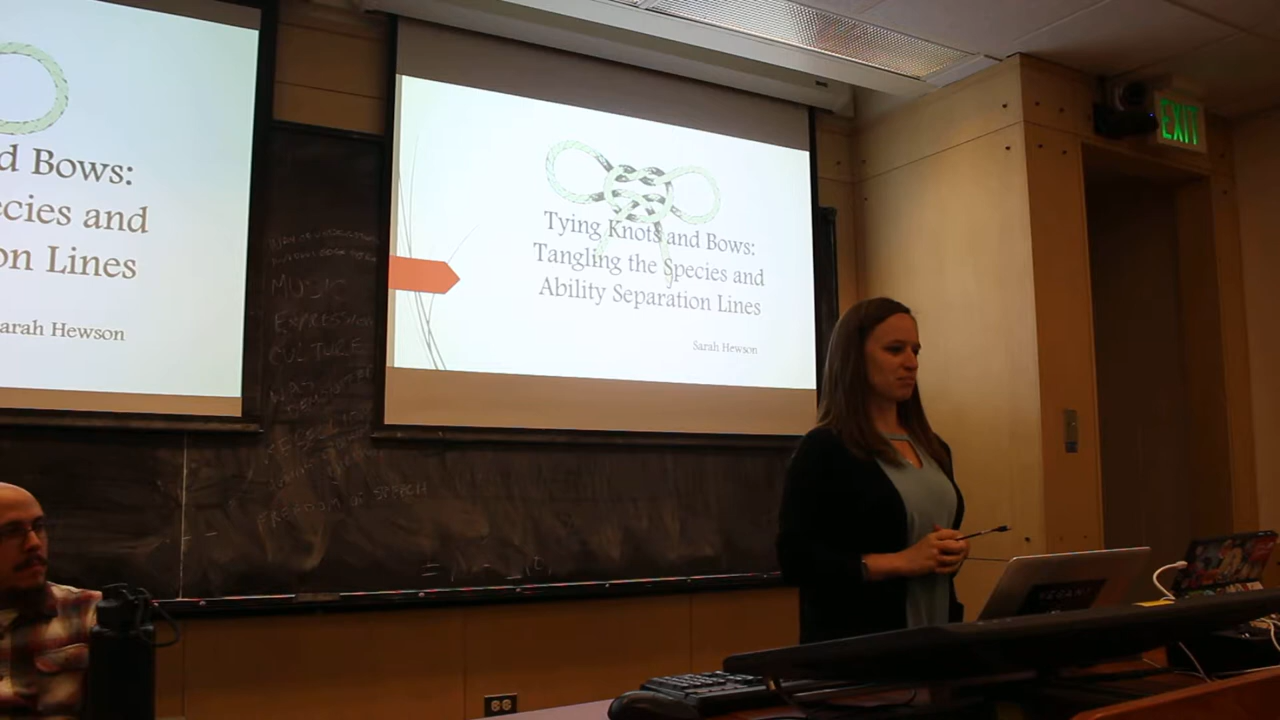 d Bows:
ecies and
on Lines
arah Hewson
Tying Knots and Bows:
Tangling the Species and
Ability Separation Lines
Sarah Hewson
MUSIC
EXPRESSION
CULTURE
FREEDOM OF SPEECH
EXIT
VEGAN